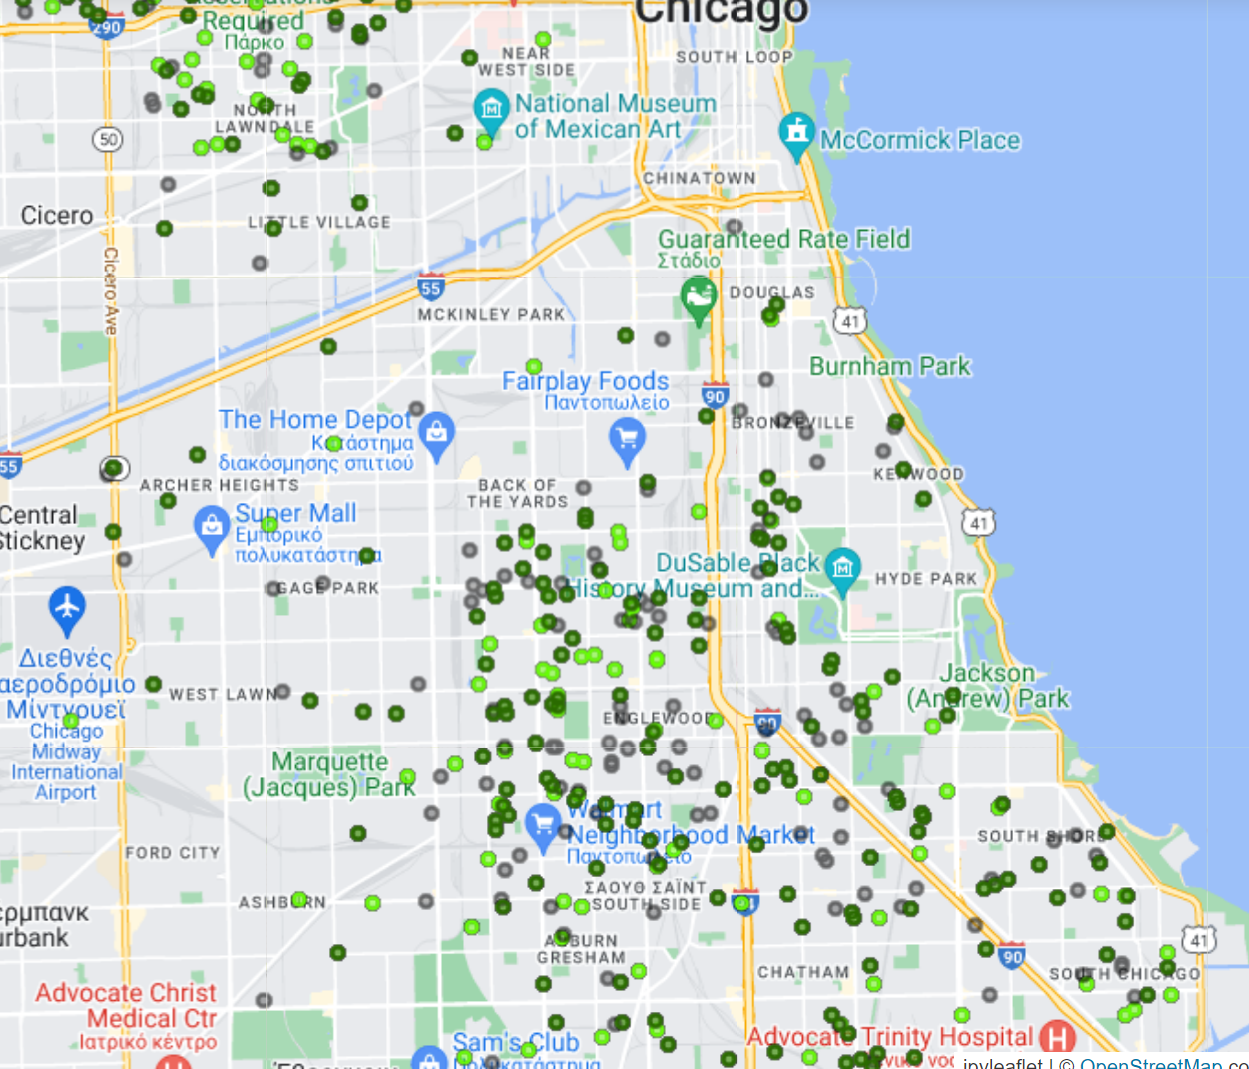 Chicago
290
Required
Πάρκο
NEAR
WEST SIDE
SOUTH LOOP
National Museum
of Mexican Art
NORTH
LAWNDALE
50
McCormick Place
CHINATOWN
Cicero
LITTLE VILLAGE
Guaranteed Rate Field
Στάδιο
Cicero Ave
55
DOUGLAS
MCKINLEY PARK
41
Burnham Park
Fairplay Foods
Παντοπωλείο
90
The Home Depot
Κατάστημα
διακόσμησης σπιτιού
BRONZEVILLE
55
KENWOOD
ARCHER HEIGHTS
BACK OF
THE YARDS
Central
Stickney
Super Mall
Εμπορικό
πολυκατάστημα
41
DuSable Black
History Museum and...
HYDE PARK
GAGE PARK
Διεθνές
αεροδρόμιο
Μίντγουεϊ
Chicago
Midway
International
Airport
WEST LAWN
Jackson
(Andrew) Park
ENGLEWOOD
90
Marquette
(Jacques) Park
Walmart
Neighborhood Market
Παντοπωλείο
SOUTH SHORE
FORD CITY
ΣΑΟΥΘ ΣΑΪΝΤ
SOUTH SIDE
ASHBURN
41
AUBURN
GRESHAM
90
CHATHAM
SOUTH CHICAGO
Advocate Christ
Medical Ctr
Ιατρικό κέντρο
Sam's Club
Advocate Trinity Hospital
ipyleaflet | © OpenStreetMap co